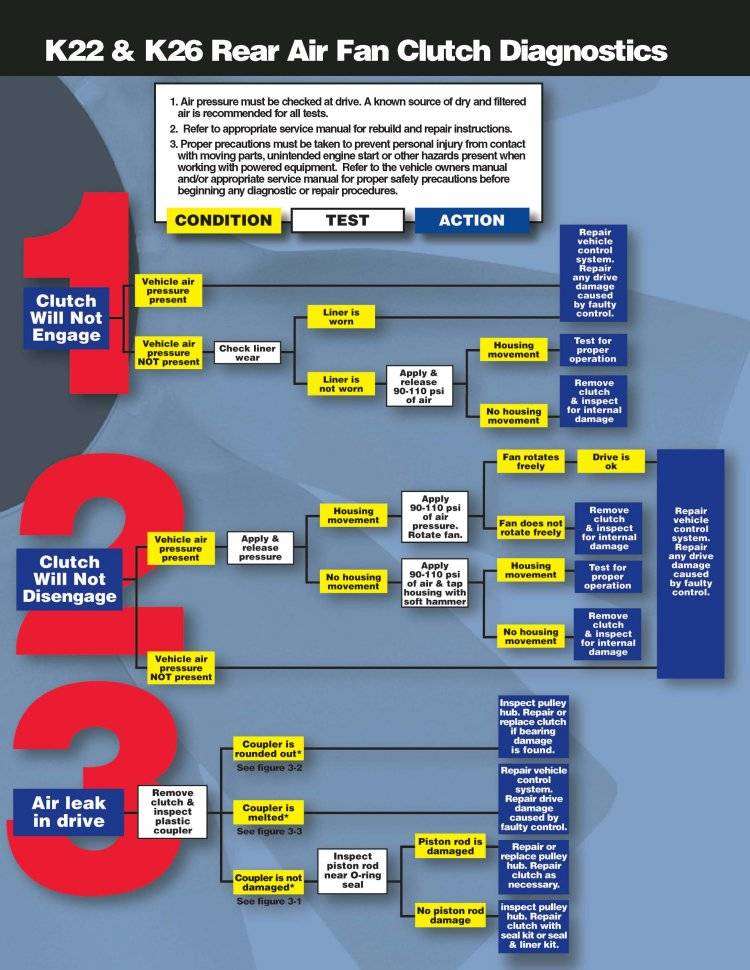 K22 & K26 Rear Air Fan Clutch Diagnostics
1. Air pressure must be checked at drive. A known source of dry and filtered
air is recommended for all tests.
2. Refer to appropriate service manual for rebuild and repair instructions.
3. Proper precautions must be taken to prevent personal injury from contact
with moving parts, unintended engine start or other hazards present when
working with powered equipment. Refer to the vehicle owners manual
and/or appropriate service manual for proper safety precautions before
beginning any diagnostic or repair procedures.
CONDITION
TEST
ACTION
1
Clutch
Will Not
Engage
Vehicle air
pressure
present
Repair
vehicle
control
system.
Repair
any drive
damage
caused
by faulty
control.
Vehicle air
pressure
NOT present
Check liner
wear
Liner is
worn
Liner is
not worn
Apply &
release
90-110 psi
of air
Housing
movement
Test for
proper
operation
No housing
movement
Remove
clutch
& inspect
for internal
damage
2
Clutch
Will Not
Disengage
Vehicle air
pressure
present
Apply &
release
pressure
Housing
movement
Apply
90-110 psi
of air
pressure.
Rotate fan.
Fan rotates
freely
Drive is
ok
Fan does not
rotate freely
Remove
clutch
& inspect
for internal
damage
No housing
movement
Apply
90-110 psi
of air & tap
housing with
soft hammer
Housing
movement
Test for
proper
operation
No housing
movement
Remove
clutch
& inspect
for internal
damage
Vehicle air
pressure
NOT present
Repair
vehicle
control
system.
Repair
any drive
damage
caused
by faulty
control.
3
Air leak
in drive
Remove
clutch &
inspect
plastic
coupler
Coupler is
rounded out*
See figure 3-2
Inspect pulley
hub. Repair or
replace clutch
if bearing
damage
is found.
Coupler is
melted*
See figure 3-3
Repair vehicle
control
system.
Repair drive
damage
caused by
faulty control.
Coupler is not
damaged*
See figure 3-1
Inspect
piston rod
near O-ring
seal
Piston rod is
damaged
Repair or
replace pulley
hub. Repair
clutch as
necessary.
No piston rod
damage
inspect pulley
hub. Repair
clutch with
seal kit or seal
& liner kit.